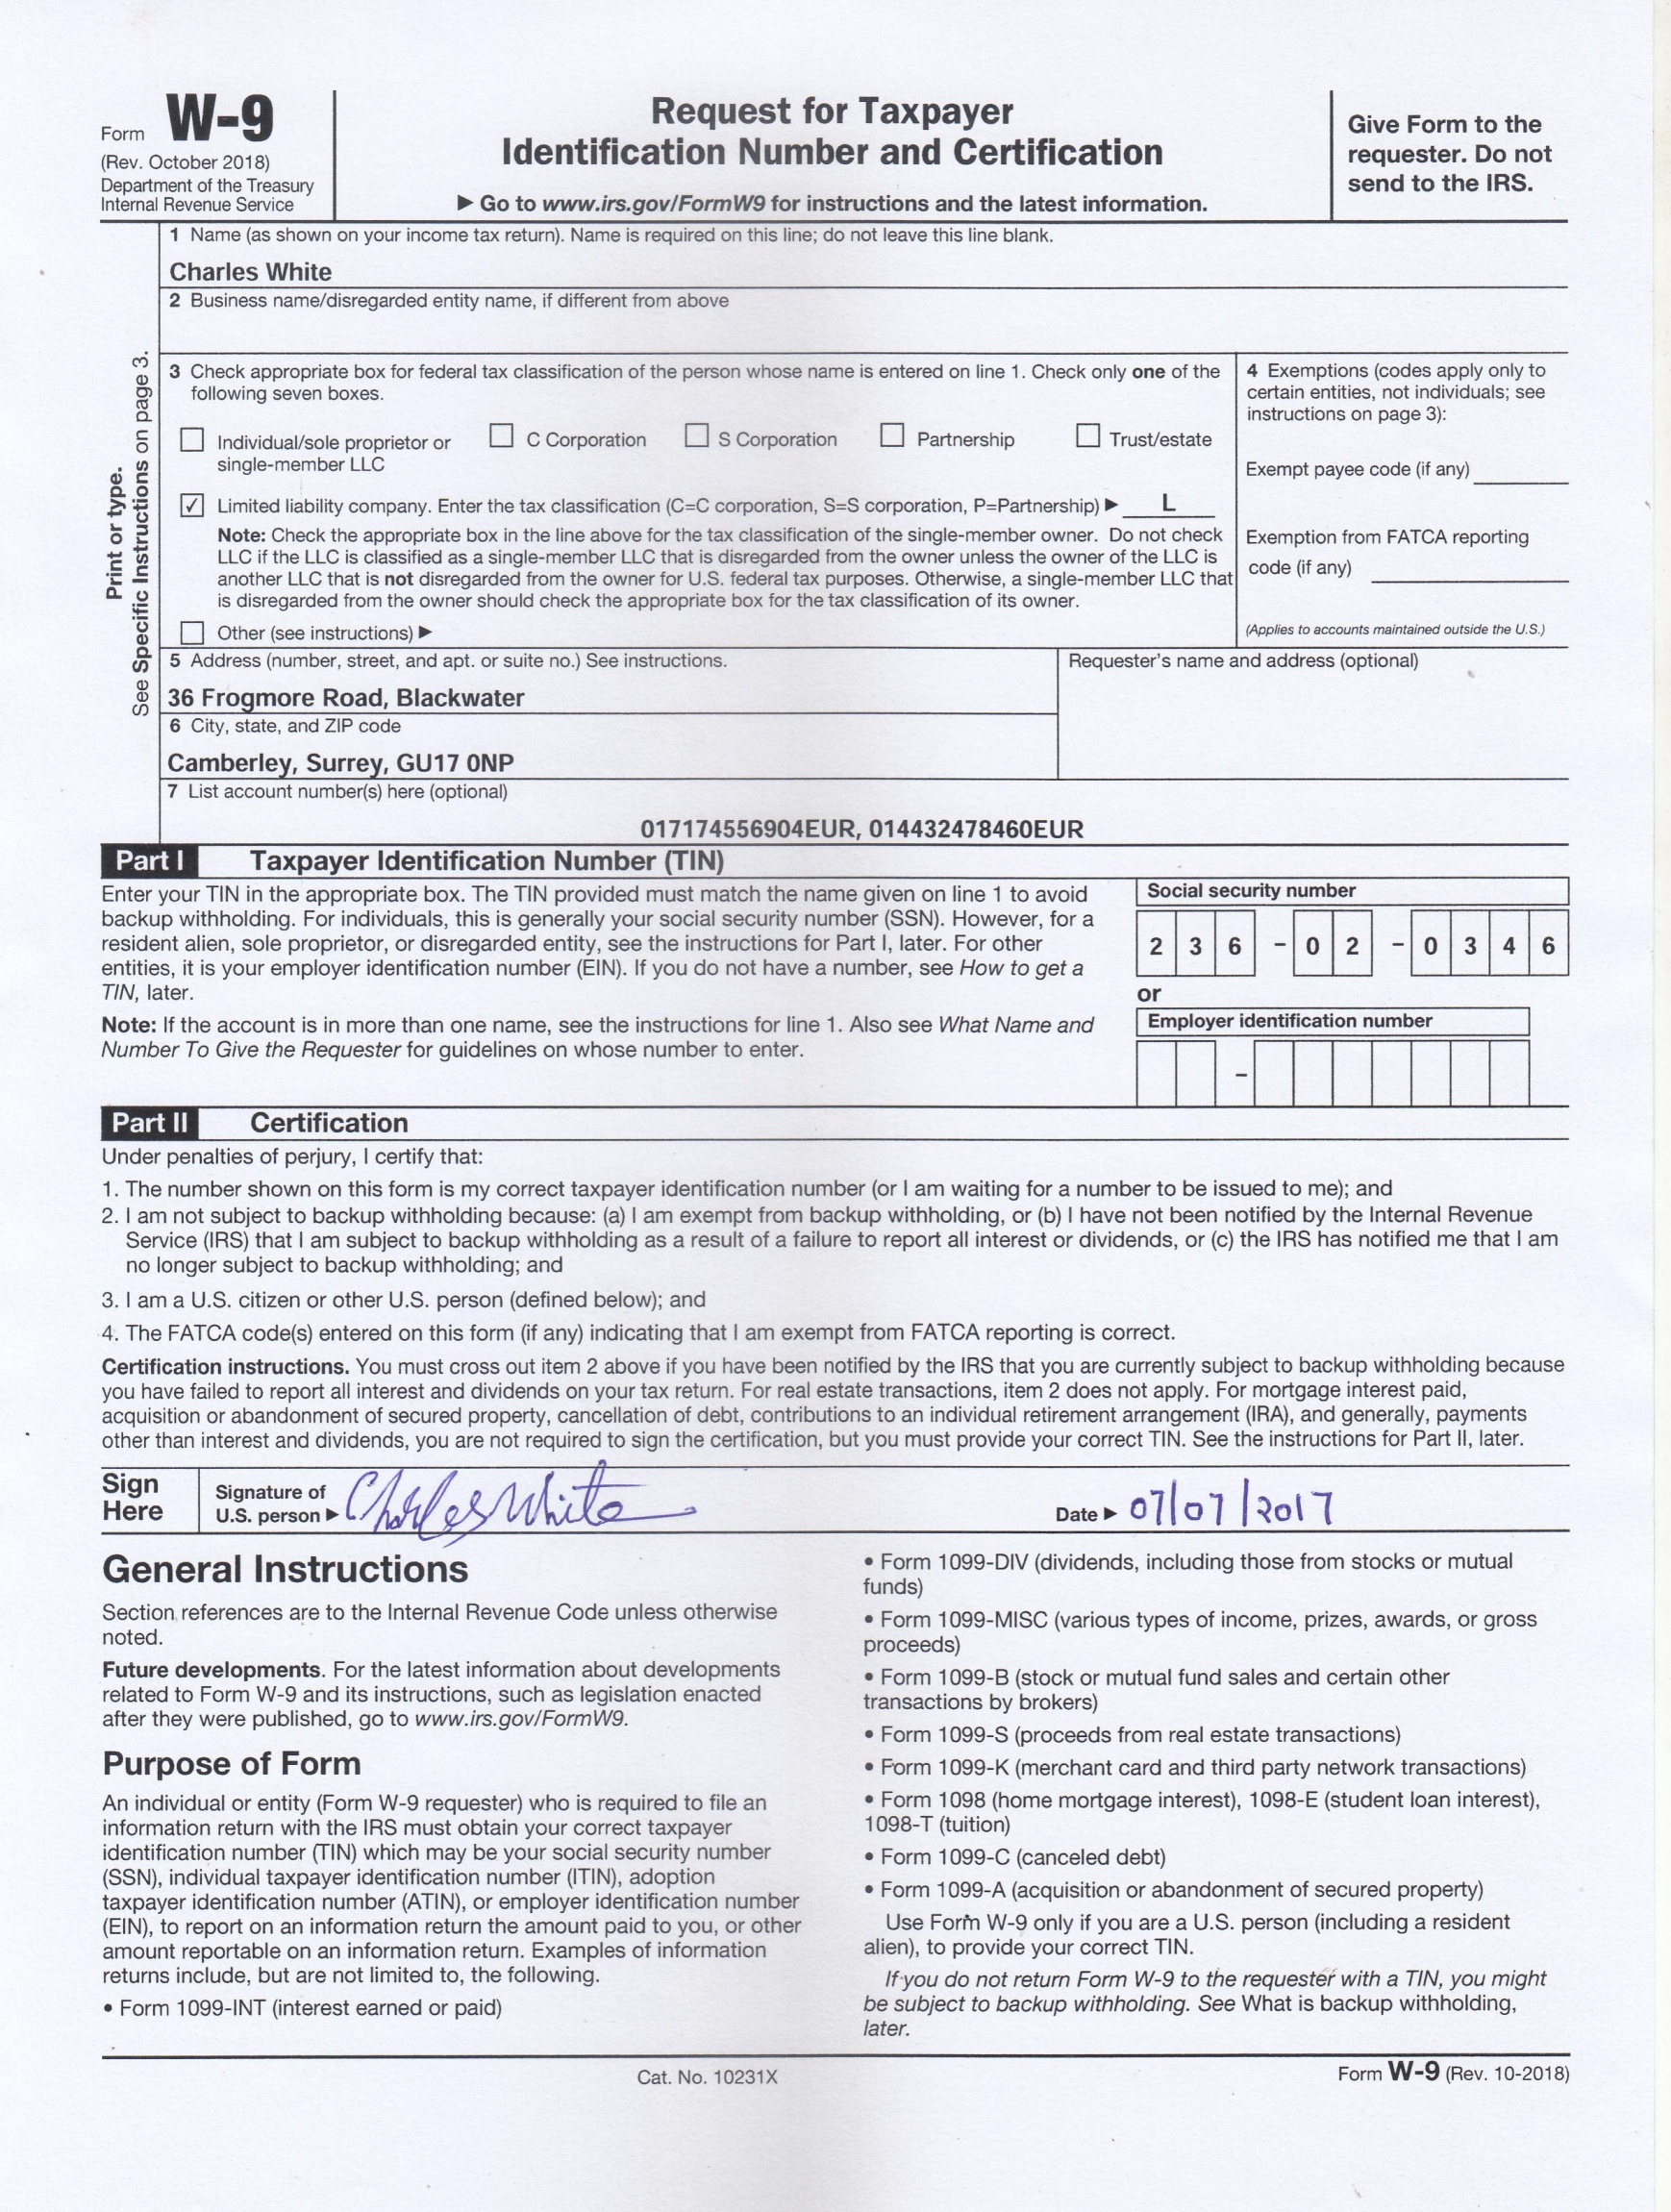 Form W-9
(Rev. October 2018)
Department of the Treasury
Internal Revenue Service
Request for Taxpayer
Identification Number and Certification
▶ Go to www.irs.gov/FormW9 for instructions and the latest information.
Give Form to the
requester. Do not
send to the IRS.
Print or type.
See Specific Instructions on page 3.
1 Name (as shown on your income tax return). Name is required on this line; do not leave this line blank.
Charles White
2 Business name/disregarded entity name, if different from above
3 Check appropriate box for federal tax classification of the person whose name is entered on line 1. Check only one of the
following seven boxes.
☐ Individual/sole proprietor or
single-member LLC
☐ C Corporation
☐ S Corporation
☐ Partnership
☐ Trust/estate
☑ Limited liability company. Enter the tax classification (C=C corporation, S=S corporation, P=Partnership) ▶ L
Note: Check the appropriate box in the line above for the tax classification of the single-member owner. Do not check
LLC if the LLC is classified as a single-member LLC that is disregarded from the owner unless the owner of the LLC is
another LLC that is not disregarded from the owner for U.S. federal tax purposes. Otherwise, a single-member LLC that
is disregarded from the owner should check the appropriate box for the tax classification of its owner.
☐ Other (see instructions) ▶
4 Exemptions (codes apply only to
certain entities, not individuals; see
instructions on page 3):
Exempt payee code (if any)
Exemption from FATCA reporting
code (if any)
(Applies to accounts maintained outside the U.S.)
5 Address (number, street, and apt. or suite no.) See instructions.
36 Frogmore Road, Blackwater
6 City, state, and ZIP code
Camberley, Surrey, GU17 0NP
Requester's name and address (optional)
7 List account number(s) here (optional)
017174556904EUR, 014432478460EUR
Part I Taxpayer Identification Number (TIN)
Enter your TIN in the appropriate box. The TIN provided must match the name given on line 1 to avoid
backup withholding. For individuals, this is generally your social security number (SSN). However, for a
resident alien, sole proprietor, or disregarded entity, see the instructions for Part I, later. For other
entities, it is your employer identification number (EIN). If you do not have a number, see How to get a
TIN, later.
Note: If the account is in more than one name, see the instructions for line 1. Also see What Name and
Number To Give the Requester for guidelines on whose number to enter.
Social security number
2 3 6 - 0 2 - 0 3 4 6
or
Employer identification number
-
Part II Certification
Under penalties of perjury, I certify that:
1. The number shown on this form is my correct taxpayer identification number (or I am waiting for a number to be issued to me); and
2. I am not subject to backup withholding because: (a) I am exempt from backup withholding, or (b) I have not been notified by the Internal Revenue
Service (IRS) that I am subject to backup withholding as a result of a failure to report all interest or dividends, or (c) the IRS has notified me that I am
no longer subject to backup withholding; and
3. I am a U.S. citizen or other U.S. person (defined below); and
4. The FATCA code(s) entered on this form (if any) indicating that I am exempt from FATCA reporting is correct.
Certification instructions. You must cross out item 2 above if you have been notified by the IRS that you are currently subject to backup withholding because
you have failed to report all interest and dividends on your tax return. For real estate transactions, item 2 does not apply. For mortgage interest paid,
acquisition or abandonment of secured property, cancellation of debt, contributions to an individual retirement arrangement (IRA), and generally, payments
other than interest and dividends, you are not required to sign the certification, but you must provide your correct TIN. See the instructions for Part II, later.
Sign
Here
Signature of
U.S. person ▶ Charles White
Date ▶ 07/07/2017
General Instructions
Section references are to the Internal Revenue Code unless otherwise
noted.
Future developments. For the latest information about developments
related to Form W-9 and its instructions, such as legislation enacted
after they were published, go to www.irs.gov/FormW9.
Purpose of Form
An individual or entity (Form W-9 requester) who is required to file an
information return with the IRS must obtain your correct taxpayer
identification number (TIN) which may be your social security number
(SSN), individual taxpayer identification number (ITIN), adoption
taxpayer identification number (ATIN), or employer identification number
(EIN), to report on an information return the amount paid to you, or other
amount reportable on an information return. Examples of information
returns include, but are not limited to, the following.
• Form 1099-INT (interest earned or paid)
• Form 1099-DIV (dividends, including those from stocks or mutual
funds)
• Form 1099-MISC (various types of income, prizes, awards, or gross
proceeds)
• Form 1099-B (stock or mutual fund sales and certain other
transactions by brokers)
• Form 1099-S (proceeds from real estate transactions)
• Form 1099-K (merchant card and third party network transactions)
• Form 1098 (home mortgage interest), 1098-E (student loan interest),
1098-T (tuition)
• Form 1099-C (canceled debt)
• Form 1099-A (acquisition or abandonment of secured property)
Use Form W-9 only if you are a U.S. person (including a resident
alien), to provide your correct TIN.
If you do not return Form W-9 to the requester with a TIN, you might
be subject to backup withholding. See What is backup withholding,
later.
Cat. No. 10231X
Form W-9 (Rev. 10-2018)